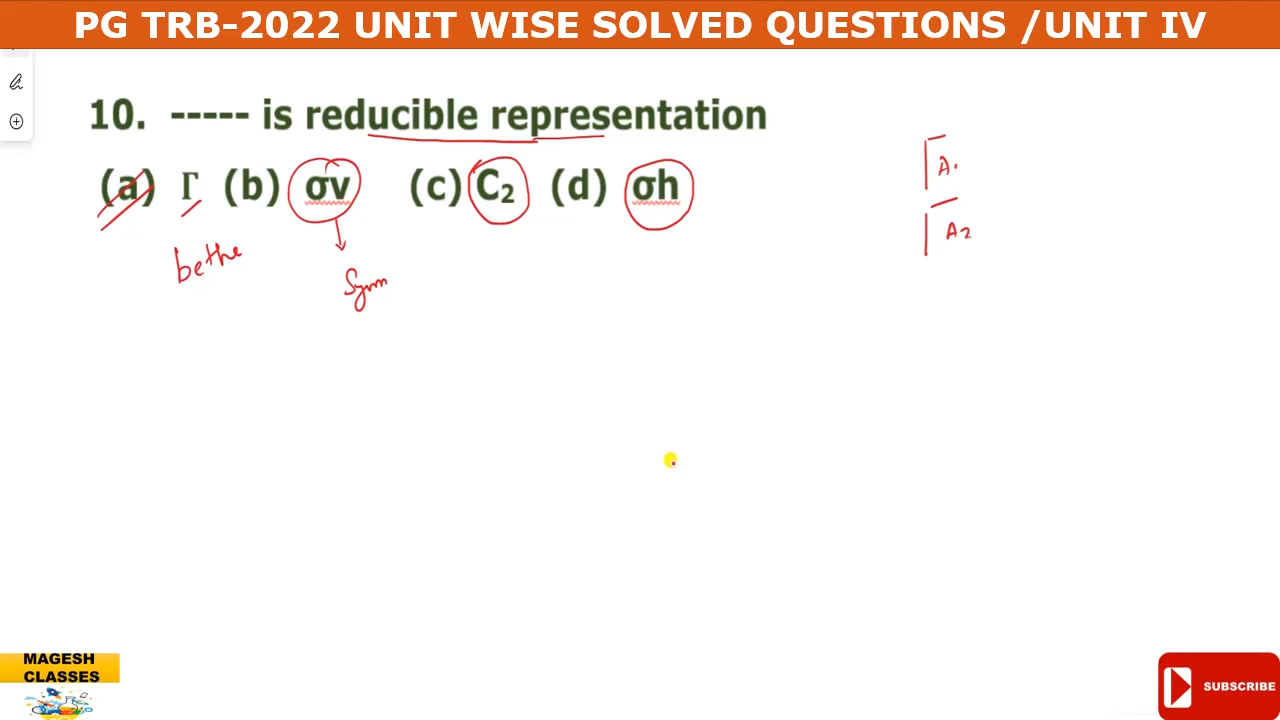 PG TRB-2022 UNIT WISE SOLVED QUESTIONS /UNIT IV
10. ----- is reducible representation
(a) Γ (b) σv (c) C₂ (d) σh
Γ A₁
Γ A₂
bethe
Symm
MAGESH
CLASSES
SUBSCRIBE